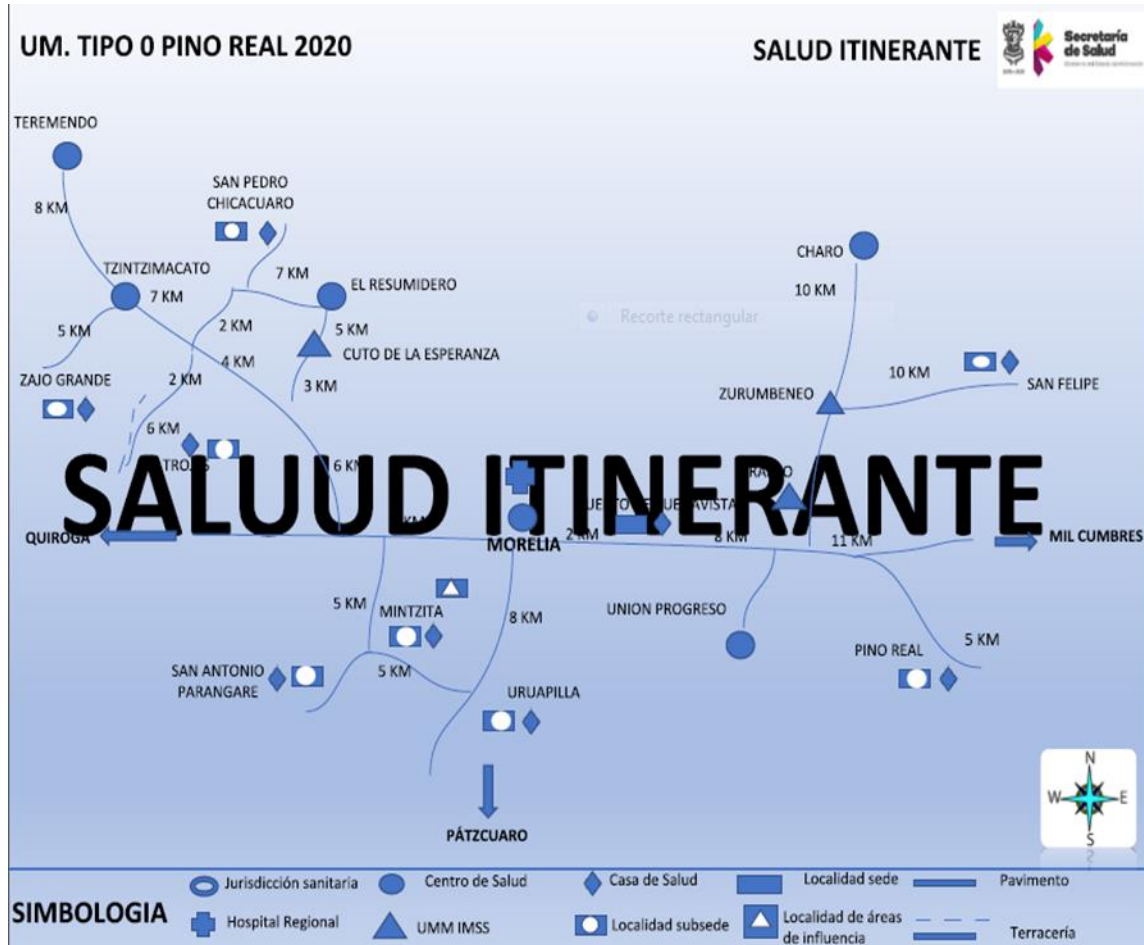 UM. TIPO 0 PINO REAL 2020
SALUD ITINERANTE
Secretaría
de Salud
TEREMENDO
8 KM
SAN PEDRO
CHICACUARO
7 KM
TZINTZIMACATO
7 KM
EL RESUMIDERO
CHARO
10 KM
Recorte rectangular
5 KM
2 KM
5 KM
4 KM
CUTO DE LA ESPERANZA
ZAJO GRANDE
2 KM
3 KM
10 KM
SAN FELIPE
ZURUMBENEO
6 KM
6 KM
SALUUD ITINERANTE
QUIROGA
MORELIA
2 KM
8 KM
11 KM
MIL CUMBRES
5 KM
MINTZITA
8 KM
UNION PROGRESO
5 KM
PINO REAL
SAN ANTONIO
PARANGARE
5 KM
URUAPILLA
PÁTZCUARO
N
W
E
S
SIMBOLOGIA
Jurisdicción sanitaria
Centro de Salud
Casa de Salud
Localidad sede
Pavimento
Hospital Regional
UMM IMSS
Localidad subsede
Localidad de áreas
de influencia
Terracería